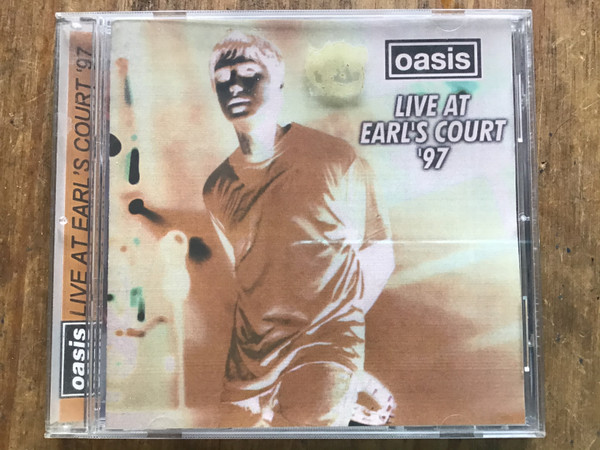 oasis
LIVE AT
EARL'S COURT
'97
oasis LIVE AT EARL'S COURT '97